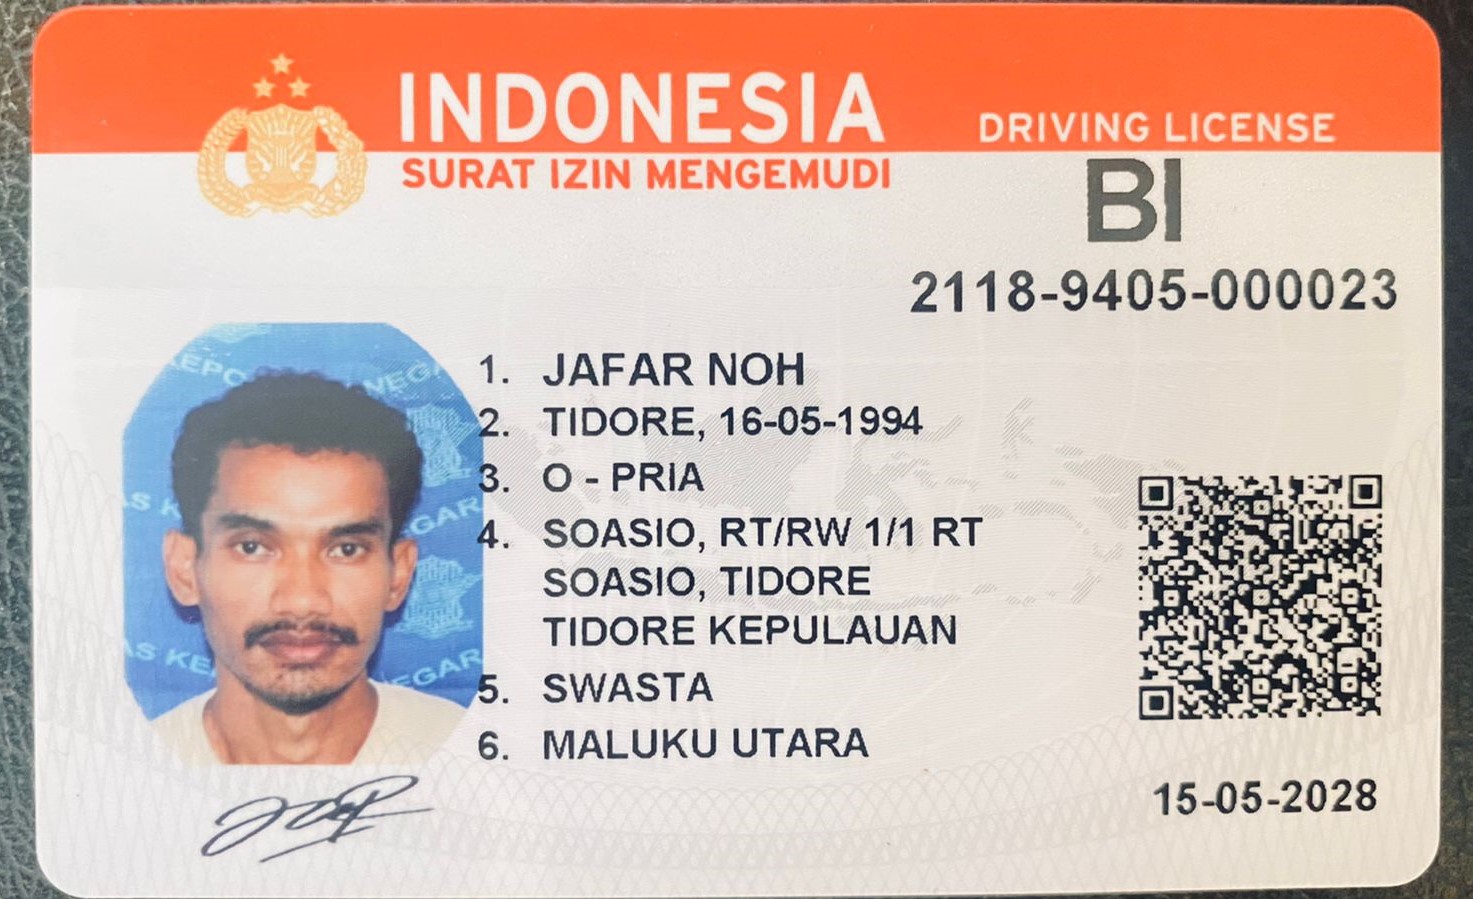 INDONESIA
SURAT IZIN MENGEMUDI
DRIVING LICENSE
BI
2118-9405-000023
1. JAFAR NOH
2. TIDORE, 16-05-1994
3. O - PRIA
4. SOASIO, RT/RW 1/1 RT
SOASIO, TIDORE
TIDORE KEPULAUAN
5. SWASTA
6. MALUKU UTARA
15-05-2028